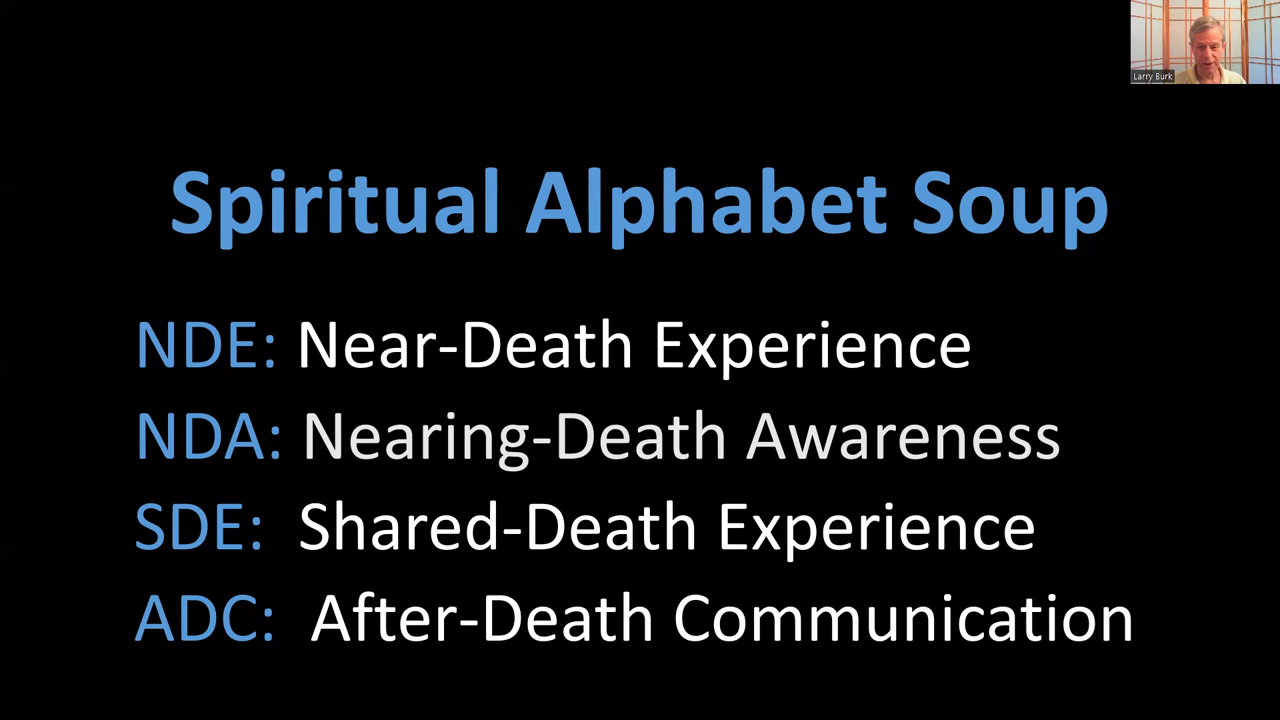 Larry Burk
Spiritual Alphabet Soup
NDE: Near-Death Experience
NDA: Nearing-Death Awareness
SDE: Shared-Death Experience
ADC: After-Death Communication